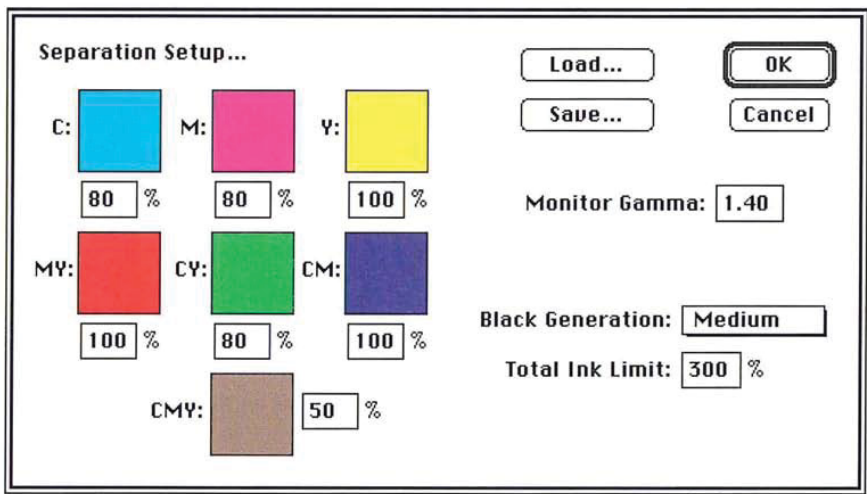 Separation Setup...
Load...
OK
C:
M:
Y:
Save...
Cancel
80 %
80 %
100 %
Monitor Gamma: 1.40
MY:
CY:
CM:
100 %
80 %
100 %
Black Generation: Medium
Total Ink Limit: 300 %
CMY:
50 %